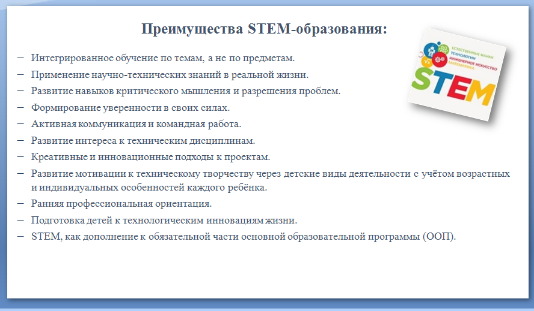 Преимущества STEM-образования:
– Интегрированное обучение по темам, а не по предметам.
– Применение научно-технических знаний в реальной жизни.
– Развитие навыков критического мышления и разрешения проблем.
– Формирование уверенности в своих силах.
– Активная коммуникация и командная работа.
– Развитие интереса к техническим дисциплинам.
– Креативные и инновационные подходы к проектам.
– Развитие мотивации к техническому творчеству через детские виды деятельности с учётом возрастных
и индивидуальных особенностей каждого ребёнка.
– Ранняя профессиональная ориентация.
– Подготовка детей к технологическим инновациям жизни.
– STEM, как дополнение к обязательной части основной образовательной программы (ООП).
STEM